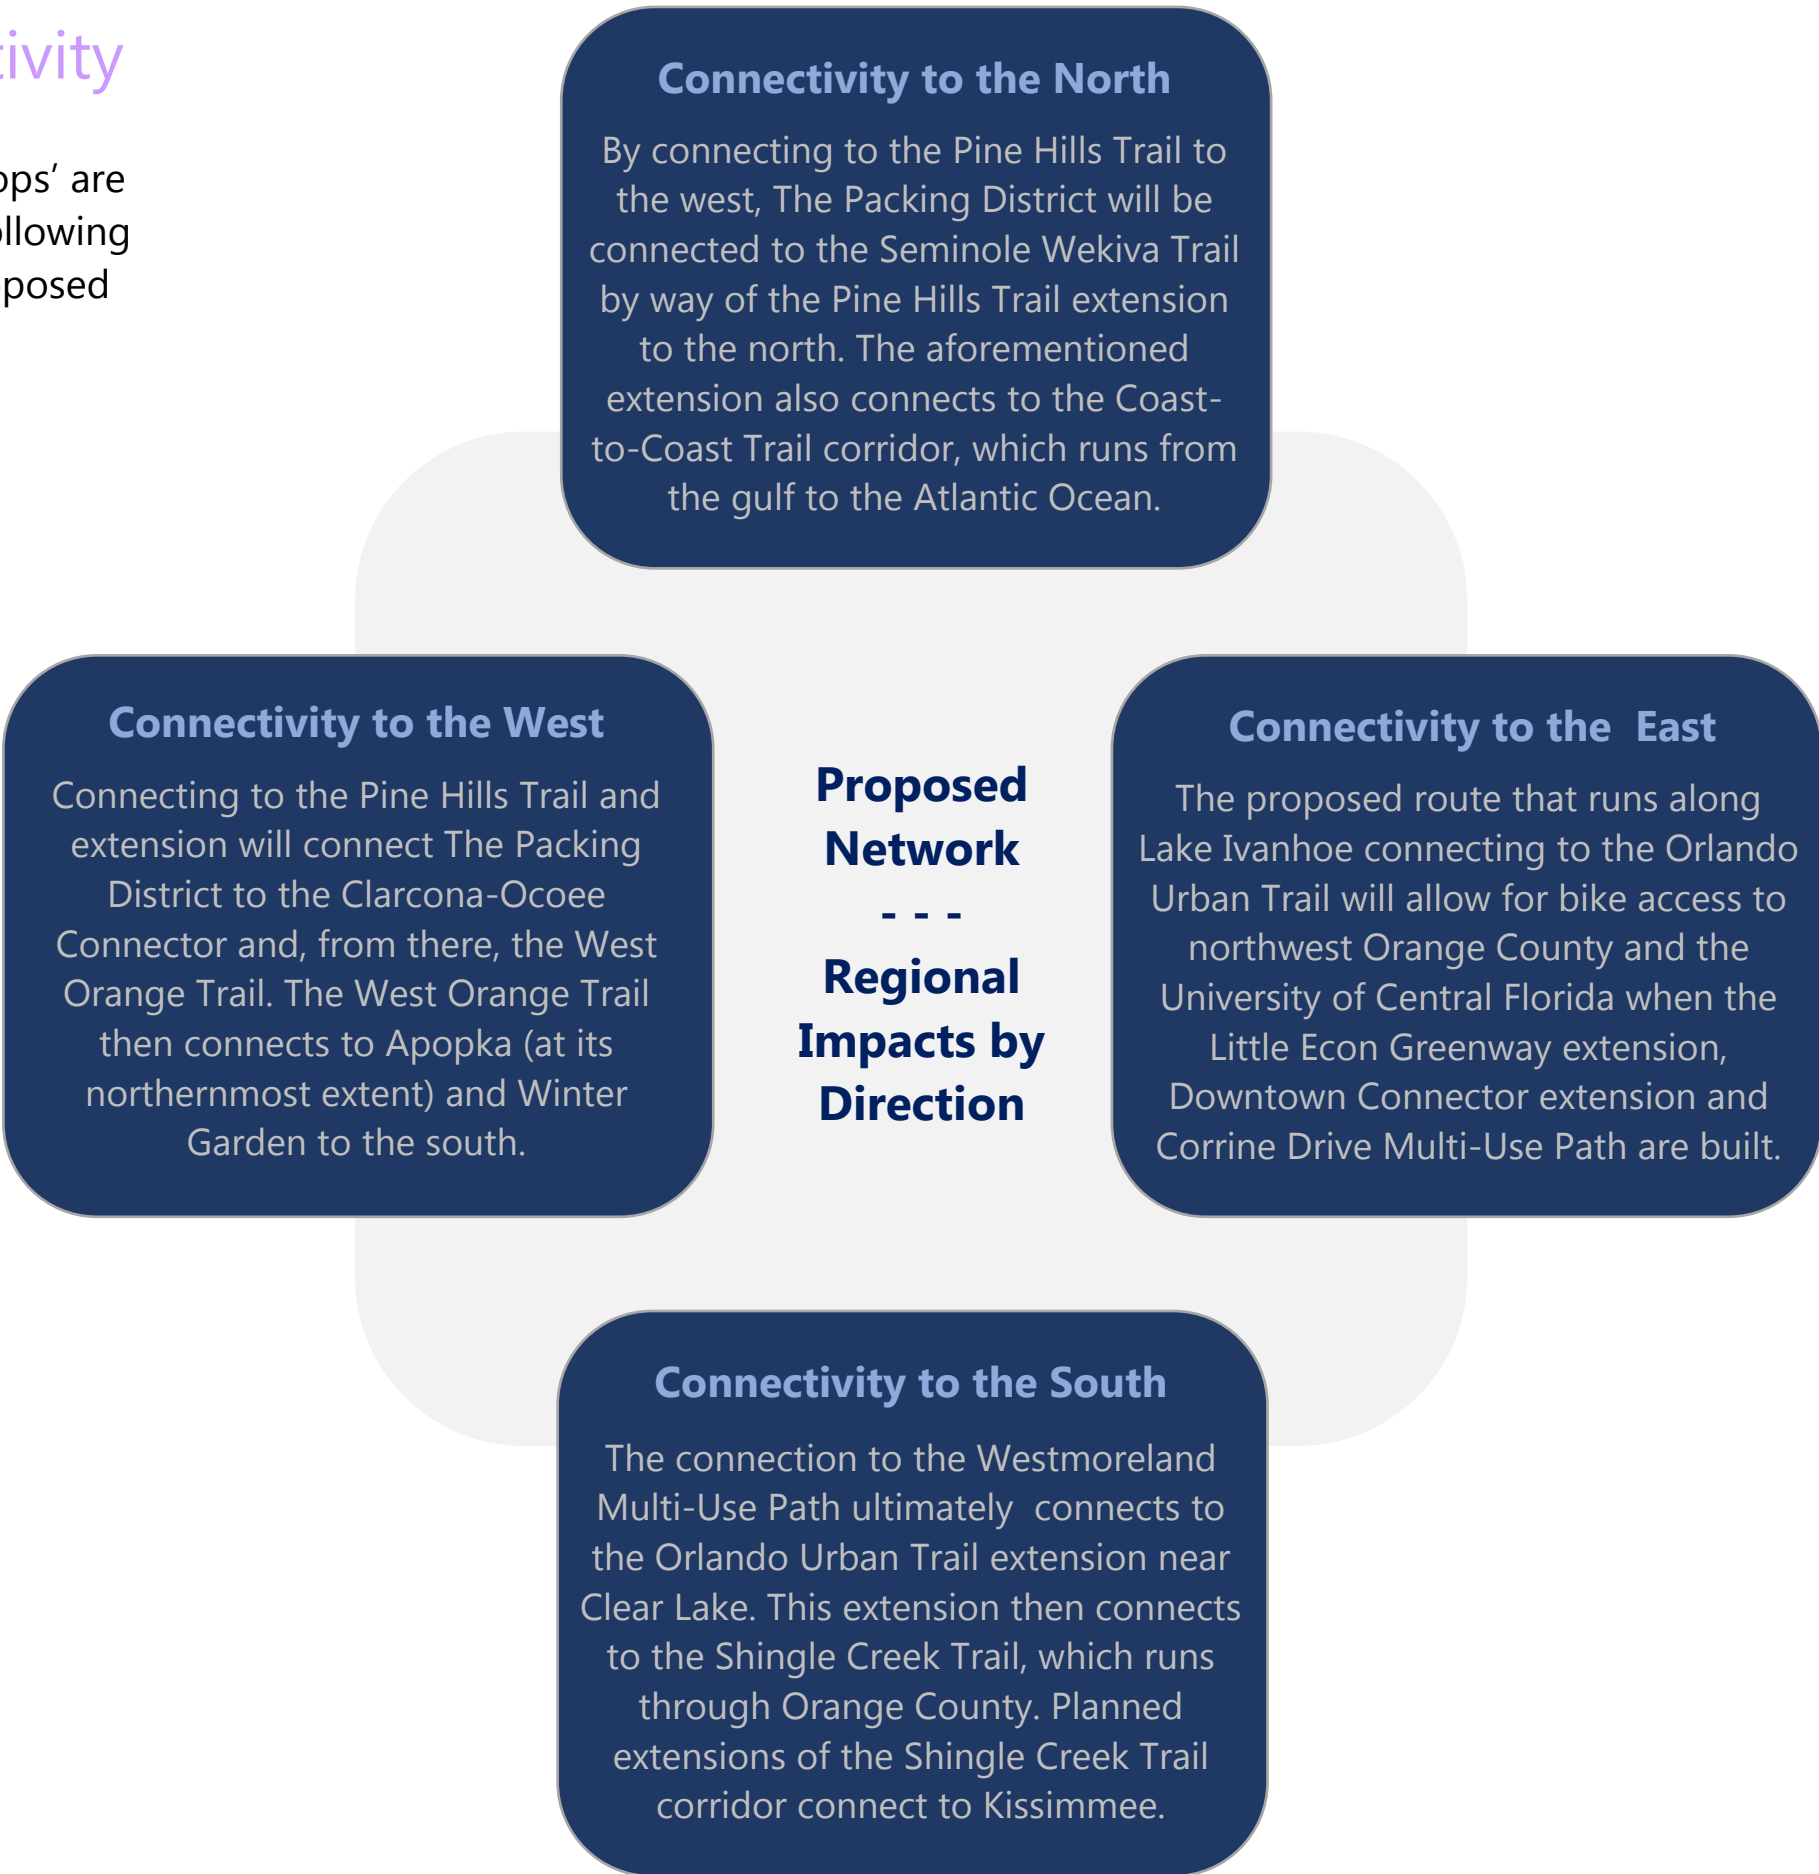 tivity
ops’ are
ollowing
posed
Connectivity to the North
By connecting to the Pine Hills Trail to
the west, The Packing District will be
connected to the Seminole Wekiva Trail
by way of the Pine Hills Trail extension
to the north. The aforementioned
extension also connects to the Coast-
to-Coast Trail corridor, which runs from
the gulf to the Atlantic Ocean.
Connectivity to the West
Connecting to the Pine Hills Trail and
extension will connect The Packing
District to the Clarcona-Ocoee
Connector and, from there, the West
Orange Trail. The West Orange Trail
then connects to Apopka (at its
northernmost extent) and Winter
Garden to the south.
Proposed
Network
- - -
Regional
Impacts by
Direction
Connectivity to the East
The proposed route that runs along
Lake Ivanhoe connecting to the Orlando
Urban Trail will allow for bike access to
northwest Orange County and the
University of Central Florida when the
Little Econ Greenway extension,
Downtown Connector extension and
Corrine Drive Multi-Use Path are built.
Connectivity to the South
The connection to the Westmoreland
Multi-Use Path ultimately connects to
the Orlando Urban Trail extension near
Clear Lake. This extension then connects
to the Shingle Creek Trail, which runs
through Orange County. Planned
extensions of the Shingle Creek Trail
corridor connect to Kissimmee.